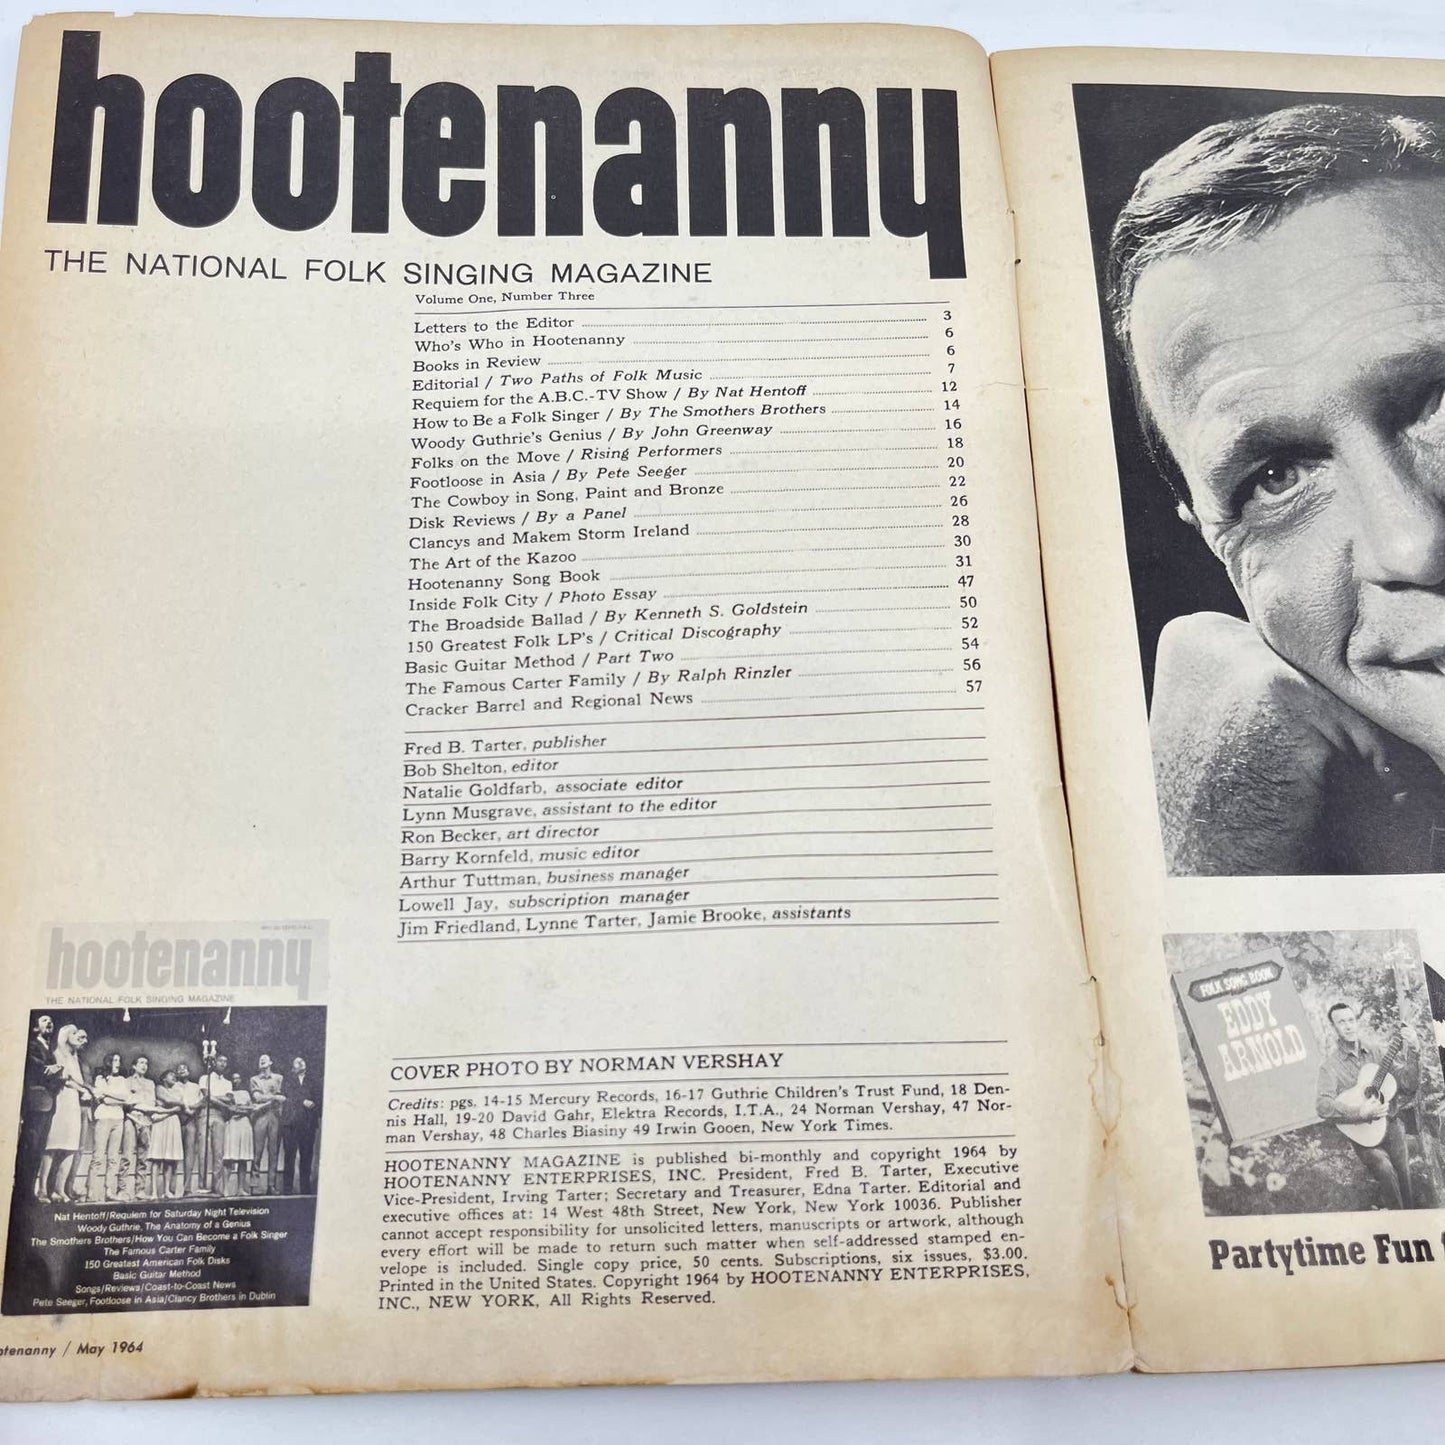 hootenanny
THE NATIONAL FOLK SINGING MAGAZINE
Volume One, Number Three
Letters to the Editor 3
Who's Who in Hootenanny 6
Books in Review 6
Editorial / Two Paths of Folk Music 7
Requiem for the A.B.C.-TV Show / By Nat Hentoff 12
How to Be a Folk Singer / By The Smothers Brothers 14
Woody Guthrie's Genius / By John Greenway 16
Folks on the Move / Rising Performers 18
Footloose in Asia / By Pete Seeger 20
The Cowboy in Song, Paint and Bronze 22
Disk Reviews / By a Panel 26
Clancys and Makem Storm Ireland 28
The Art of the Kazoo 30
Hootenanny Song Book 31
Inside Folk City / Photo Essay 47
The Broadside Ballad / By Kenneth S. Goldstein 50
150 Greatest Folk LP's / Critical Discography 52
Basic Guitar Method / Part Two 54
The Famous Carter Family / By Ralph Rinzler 56
Cracker Barrel and Regional News 57
Fred B. Tarter, publisher
Bob Shelton, editor
Natalie Goldfarb, associate editor
Lynn Musgrave, assistant to the editor
Ron Becker, art director
Barry Kornfeld, music editor
Arthur Tuttman, business manager
Lowell Jay, subscription manager
Jim Friedland, Lynne Tarter, Jamie Brooke, assistants
COVER PHOTO BY NORMAN VERSHAY
Credits: pgs. 14-15 Mercury Records, 16-17 Guthrie Children's Trust Fund, 18 Den-
nis Hall, 19-20 David Gahr, Elektra Records, I.T.A., 24 Norman Vershay, 47 Nor-
man Vershay, 48 Charles Biasiny 49 Irwin Gooen, New York Times.
HOOTENANNY MAGAZINE is published bi-monthly and copyright 1964 by
HOOTENANNY ENTERPRISES, INC. President, Fred B. Tarter, Executive
Vice-President, Irving Tarter; Secretary and Treasurer, Edna Tarter. Editorial and
executive offices at: 14 West 48th Street, New York, New York 10036. Publisher
cannot accept responsibility for unsolicited letters, manuscripts or artwork, although
every effort will be made to return such matter when self-addressed stamped en-
velope is included. Single copy price, 50 cents. Subscriptions, six issues, $3.00.
Printed in the United States. Copyright 1964 by HOOTENANNY ENTERPRISES,
INC., NEW YORK, All Rights Reserved.
hootenanny
THE NATIONAL FOLK SINGING MAGAZINE
Nat Hentoff/Requiem for Saturday Night Television
Woody Guthrie, The Anatomy of a Genius
The Smothers Brothers/How You Can Become a Folk Singer
The Famous Carter Family
150 Greatest American Folk Disks
Basic Guitar Method
Songs/Reviews/Coast-to-Coast News
Pete Seeger, Footloose in Asia/Clancy Brothers in Dublin
otenanny / May 1964
FOLK SONG BOOK
EDDY
ARNOLD
Partytime Fun